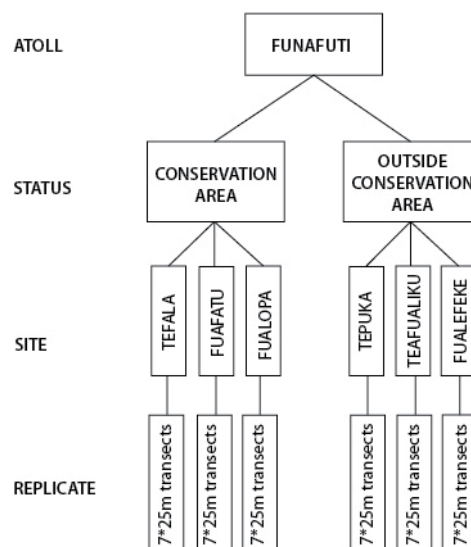 ATOLL
FUNAFUTI
STATUS
CONSERVATION
AREA
OUTSIDE
CONSERVATION
AREA
SITE
TEFALA
FUAFATU
FUALOPA
TEPUKA
TEAFUALIKU
FUALEFEKE
REPLICATE
7*25m transects
7*25m transects
7*25m transects
7*25m transects
7*25m transects
7*25m transects